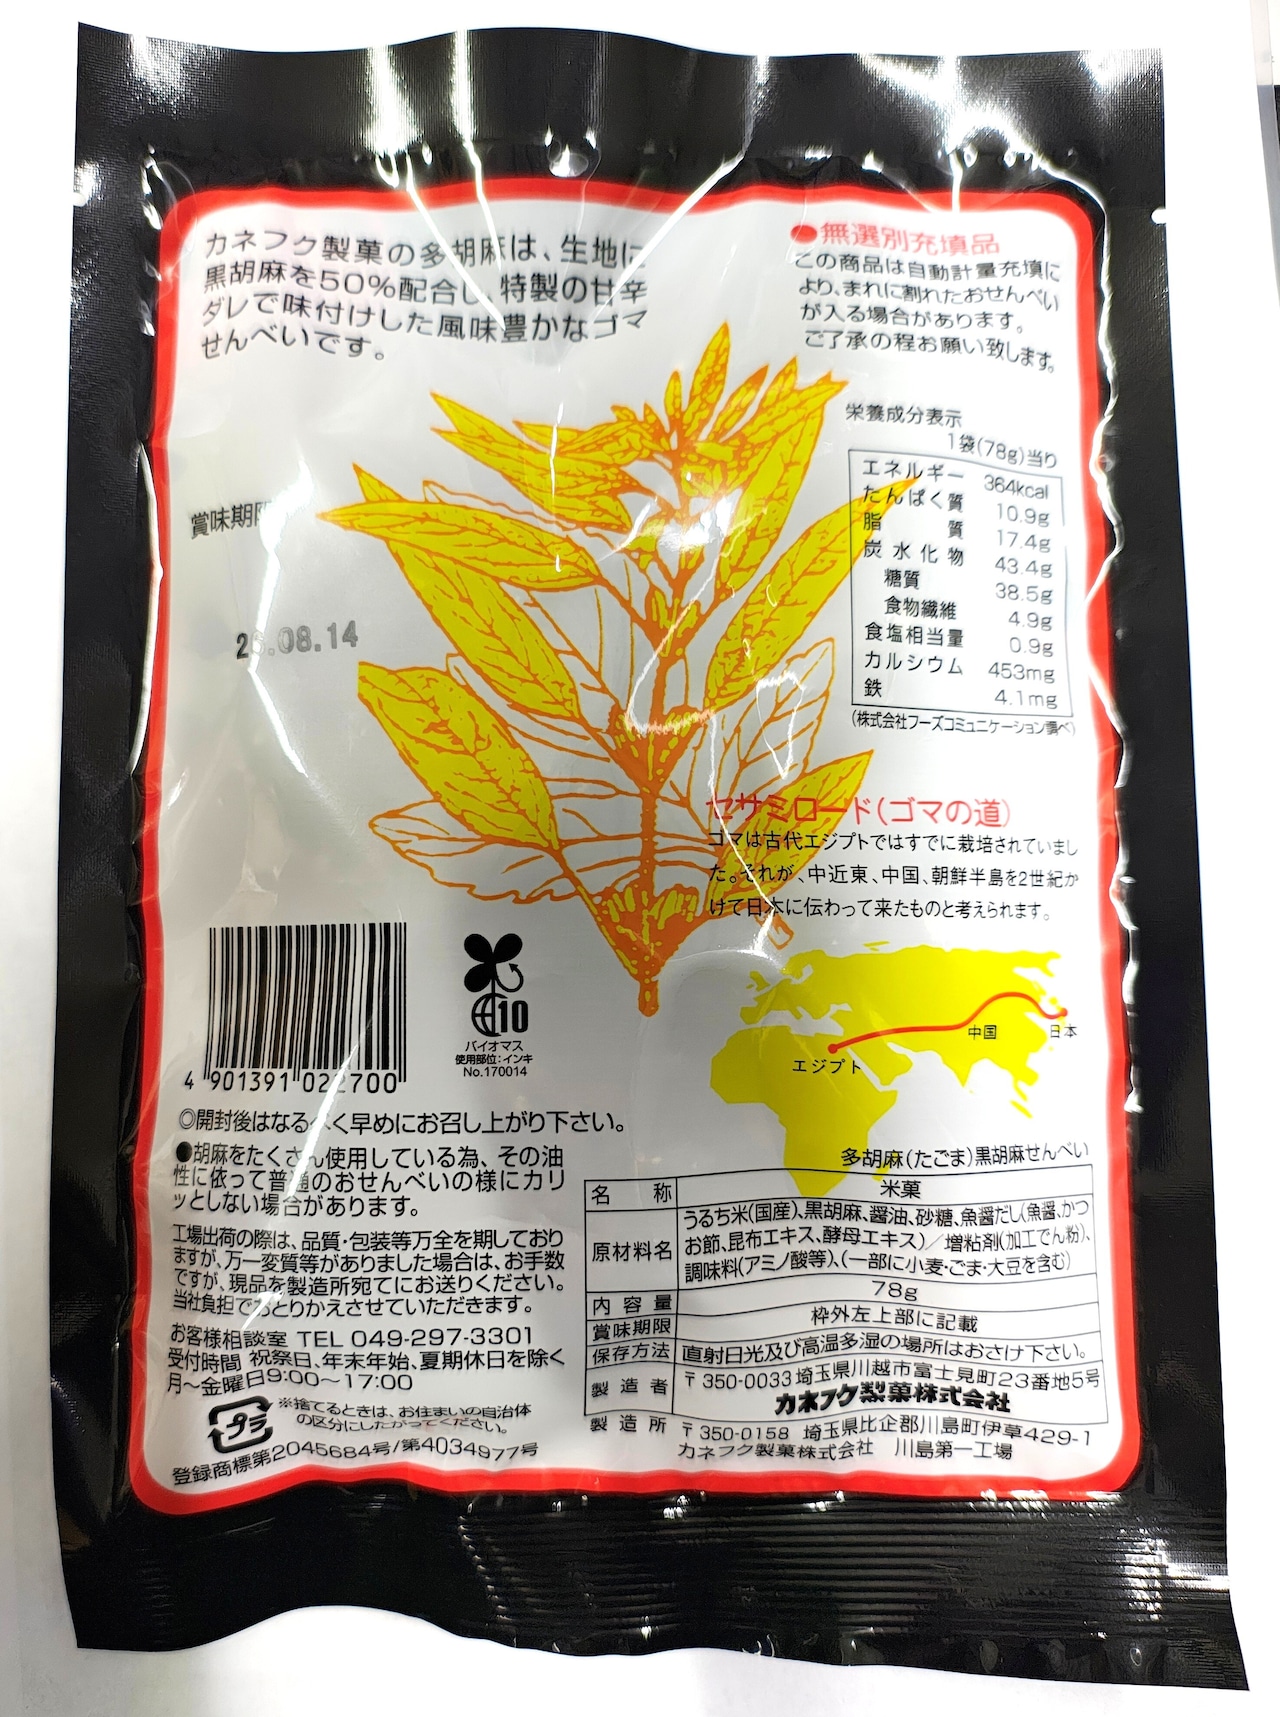 カネフク製菓の多胡麻は、生地に
黒胡麻を50%配合し、特製の甘辛
ダレで味付けした風味豊かなゴマ
せんべいです。
●無選別充填品
この商品は自動計量充填に
より、まれに割れたおせんべい
が入る場合があります。
ご了承の程お願い致します。
栄養成分表示
1袋(78g)当り
エネルギー 364kcal
たんぱく質 10.9g
脂質 17.4g
炭水化物 43.4g
糖質 38.5g
食物繊維 4.9g
食塩相当量 0.9g
カルシウム 453mg
鉄 4.1mg
(株式会社フーズコミュニケーション調べ)
賞味期限
.08.14
セサミロード(ゴマの道)
ゴマは古代エジプトではすでに栽培されていまし
た。それが、中近東、中国、朝鮮半島を2世紀か
けて日本に伝わって来たものと考えられます。
エジプト
中国
日本
4 901391 022700
10
バイオマス
使用部位:インキ
No.170014
◎開封後はなるべく早めにお召し上がり下さい。
●胡麻をたくさん使用している為、その油
性に依って普通のおせんべいの様にカリ
ッとしない場合があります。
工場出荷の際は、品質・包装等万全を期しており
ますが、万一変質等がありました場合は、お手数
ですが、現品を製造所宛てにお送りください。
当社負担でおとりかえさせていただきます。
お客様相談室 TEL 049-297-3301
受付時間 祝祭日、年末年始、夏期休日を除く
月〜金曜日9:00〜17:00
プラ
※捨てるときは、お住まいの自治体
の区分にしたがってください。
登録商標第2045684号/第4034977号
多胡麻(たごま)黒胡麻せんべい
名称 米菓
原材料名 うるち米(国産)、黒胡麻、醤油、砂糖、魚醤だし(魚醤、かつ
お節、昆布エキス、酵母エキス)/増粘剤(加工でん粉)、
調味料(アミノ酸等)、(一部に小麦・ごま・大豆を含む)
内容量 78g
賞味期限 枠外左上部に記載
保存方法 直射日光及び高温多湿の場所はおさけ下さい。
製造者 〒350-0033 埼玉県川越市富士見町23番地5号
カネフク製菓株式会社
製造所 〒350-0158 埼玉県比企郡川島町伊草429-1
カネフク製菓株式会社 川島第一工場